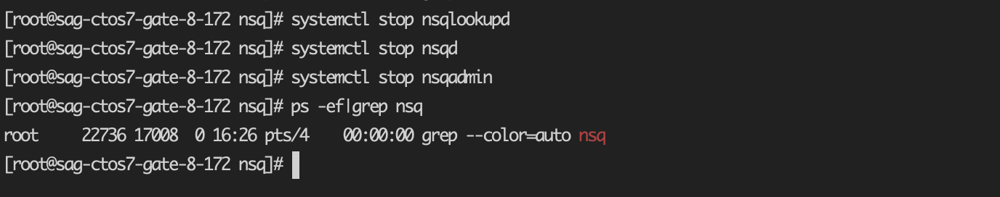 [root@sag-ctos7-gate-8-172 nsq]# systemctl stop nsqlookupd
[root@sag-ctos7-gate-8-172 nsq]# systemctl stop nsqd
[root@sag-ctos7-gate-8-172 nsq]# systemctl stop nsqadmin
[root@sag-ctos7-gate-8-172 nsq]# ps -ef|grep nsq
root     22736 17008  0 16:26 pts/4    00:00:00 grep --color=auto nsq
[root@sag-ctos7-gate-8-172 nsq]#